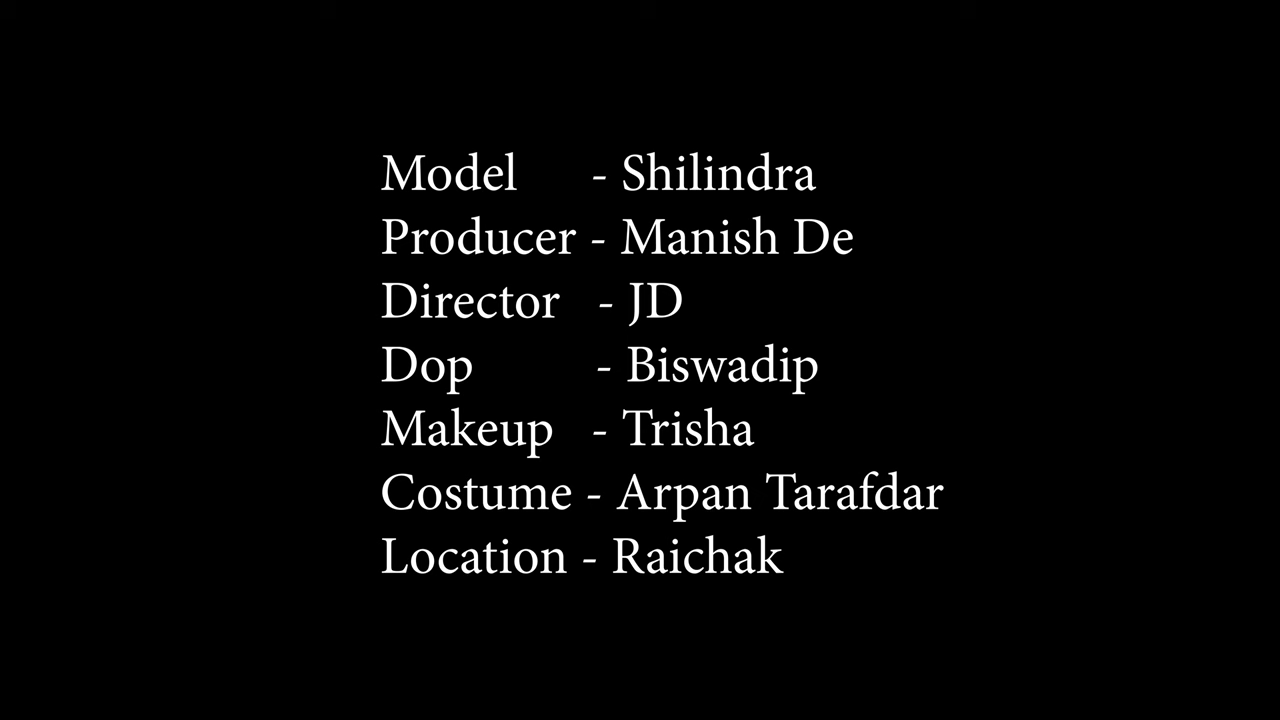 Model - Shilindra
Producer - Manish De
Director - JD
Dop - Biswadip
Makeup - Trisha
Costume - Arpan Tarafdar
Location - Raichak